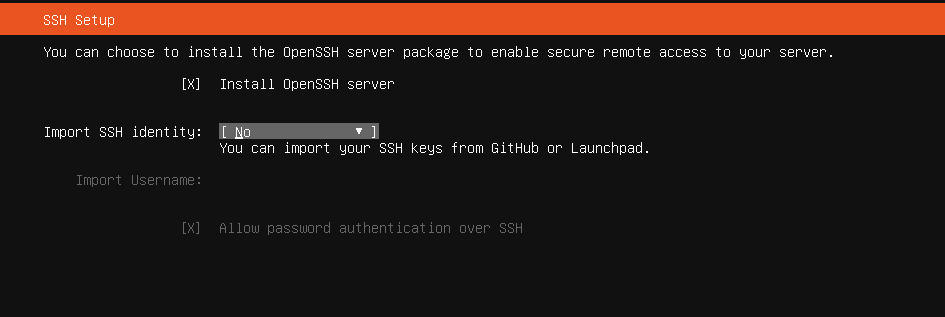 SSH Setup
You can choose to install the OpenSSH server package to enable secure remote access to your server.
[X] Install OpenSSH server
Import SSH identity: [ No ▼ ]
You can import your SSH keys from GitHub or Launchpad.
Import Username:
[X] Allow password authentication over SSH